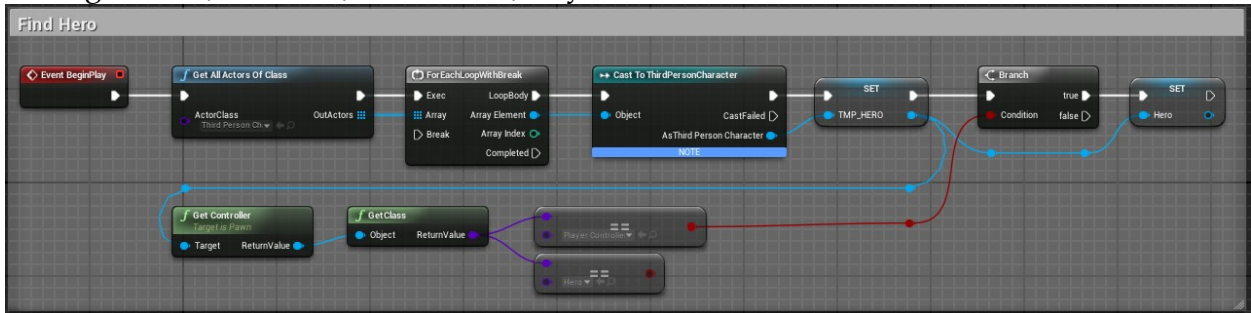 Find Hero
Event BeginPlay
Get All Actors Of Class
ActorClass
Third Person Ch
OutActors
ForEachLoopWithBreak
Exec
LoopBody
Array
Array Element
Break
Array Index
Completed
Cast To ThirdPersonCharacter
Object
CastFailed
AsThird Person Character
NOTE
SET
TMP_HERO
Branch
true
Condition
false
SET
Hero
Get Controller
Target is Pawn
Target
ReturnValue
GetClass
Object
ReturnValue
==
Player Controller
==
Hero